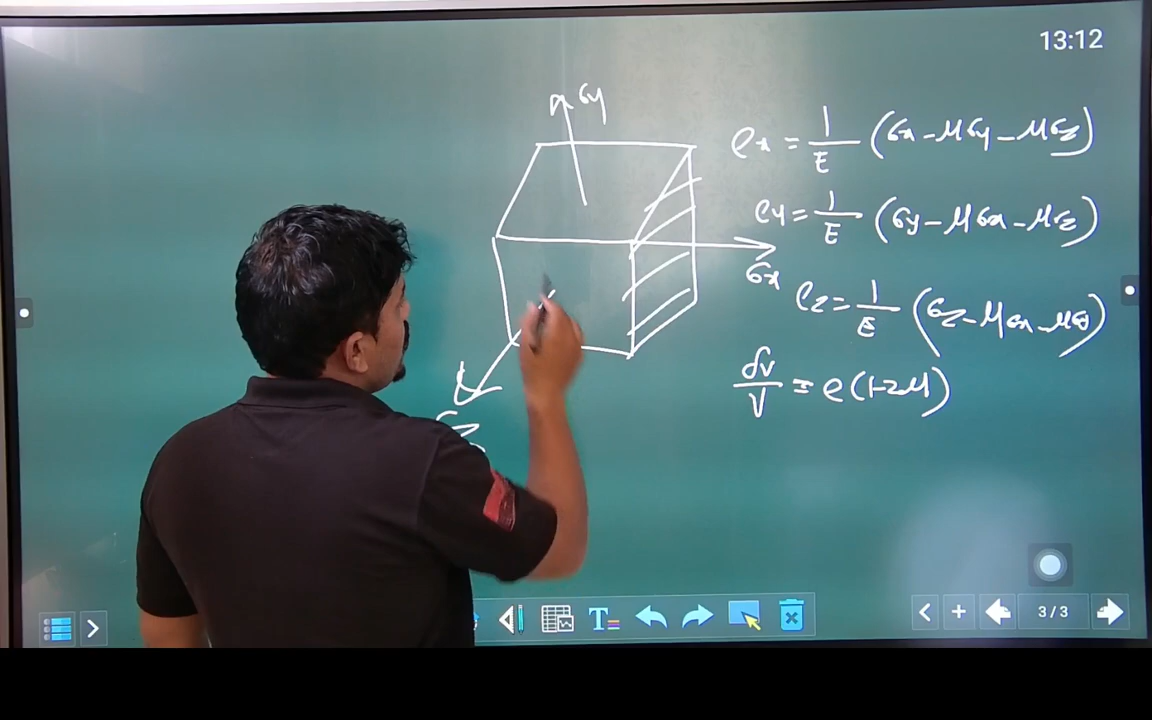 13:12
σy
ex = 1/E (σx - μσy - μσz)
ey = 1/E (σy - μσx - μσz)
σx
ez = 1/E (σz - μσx - μσy)
δv/V = e(1-2μ)
T
3/3